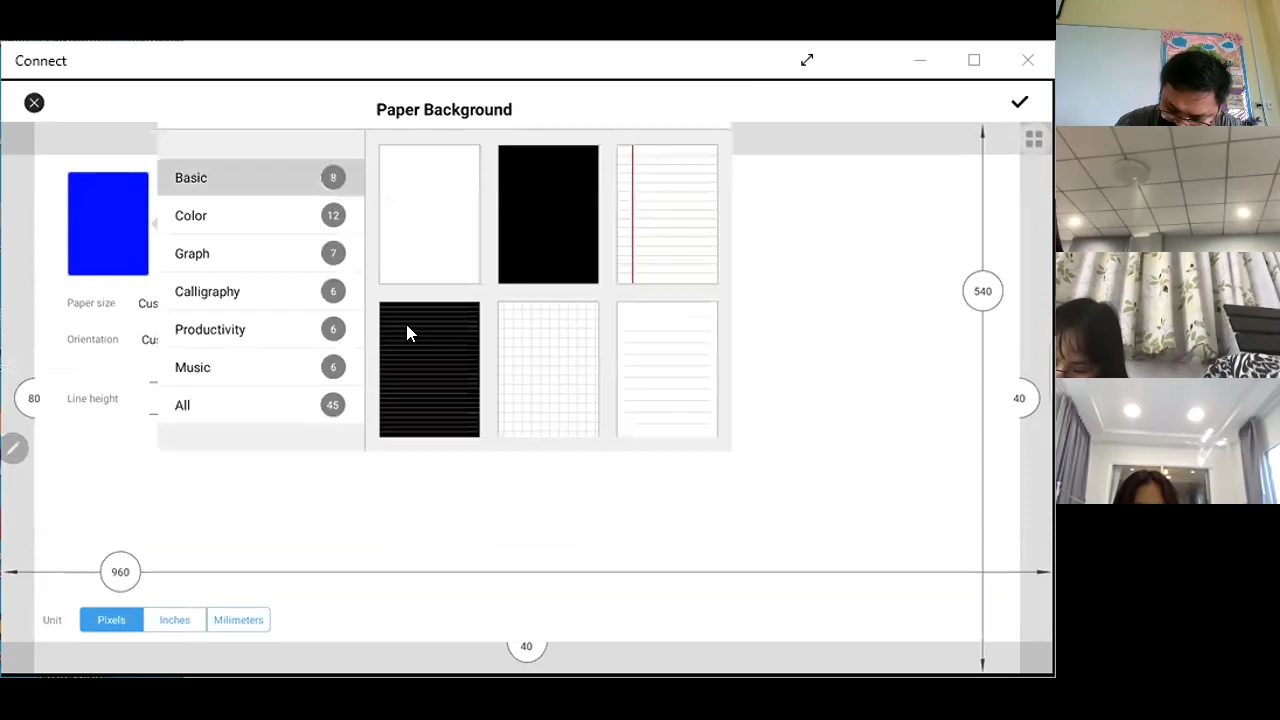 Connect
Paper Background
Basic 8
Color 12
Graph 7
Calligraphy 6
Productivity 6
Music 6
All 45
Paper size Cus
Orientation Cus
Line height
80
540
40
960
Unit Pixels Inches Milimeters
40